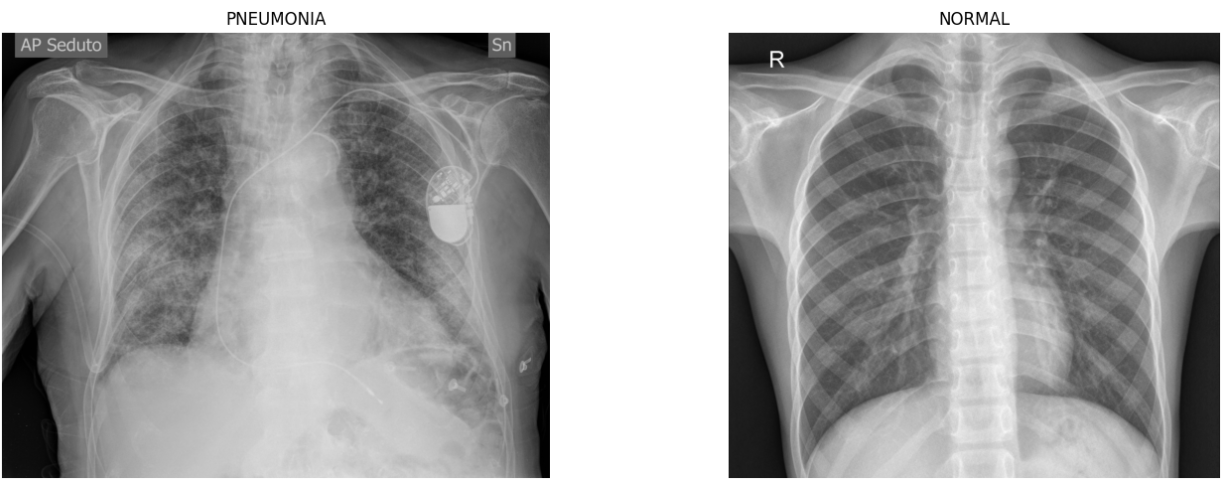 PNEUMONIA
NORMAL
AP Seduto
Sn
R